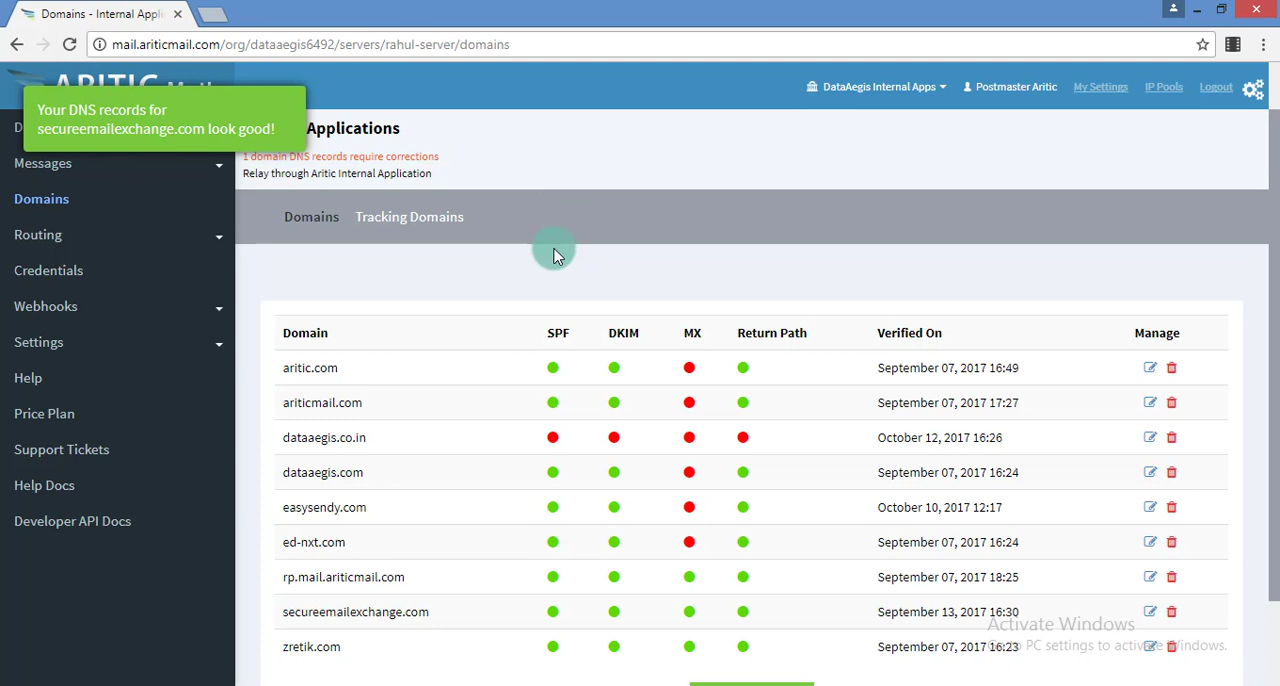 Domains - Internal Appli
mail.ariticmail.com/org/dataaegis6492/servers/rahul-server/domains
ARITIC
DataAegis Internal Apps
Postmaster Aritic
My Settings
IP Pools
Logout
Your DNS records for
secureemailexchange.com look good!
Applications
1 domain DNS records require corrections
Relay through Aritic Internal Application
Messages
Domains
Routing
Credentials
Webhooks
Settings
Help
Price Plan
Support Tickets
Help Docs
Developer API Docs
Domains Tracking Domains
Domain SPF DKIM MX Return Path Verified On Manage
aritic.com September 07, 2017 16:49
ariticmail.com September 07, 2017 17:27
dataaegis.co.in October 12, 2017 16:26
dataaegis.com September 07, 2017 16:24
easysendy.com October 10, 2017 12:17
ed-nxt.com September 07, 2017 16:24
rp.mail.ariticmail.com September 07, 2017 18:25
secureemailexchange.com September 13, 2017 16:30
zretik.com September 07, 2017 16:23
Activate Windows
Go to PC settings to activate Windows.